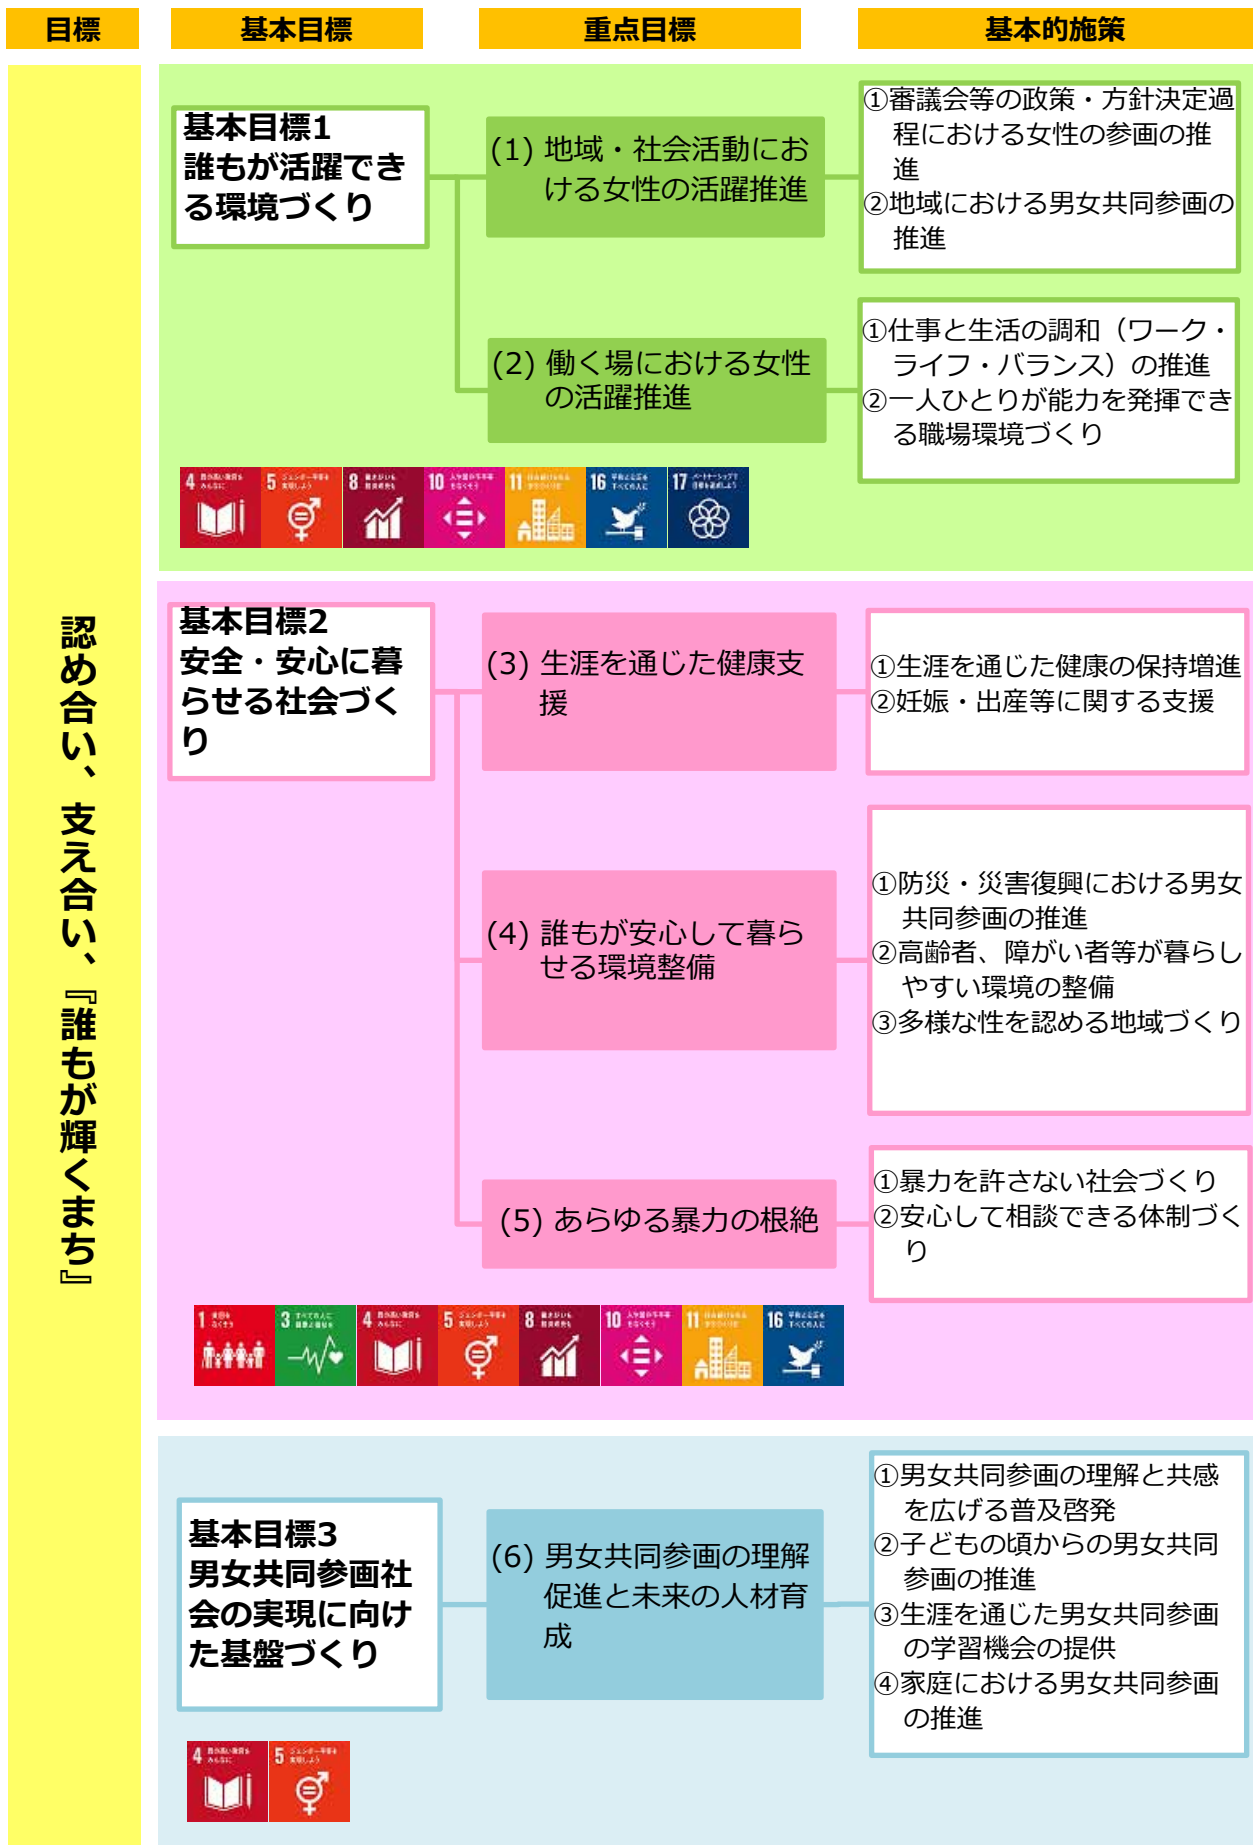 目標
基本目標
重点目標
基本的施策
認め合い、支え合い、『誰もが輝くまち』
基本目標1
誰もが活躍でき
る環境づくり
(1) 地域・社会活動にお
ける女性の活躍推進
①審議会等の政策・方針決定過
程における女性の参画の推
進
②地域における男女共同参画の
推進
(2) 働く場における女性
の活躍推進
①仕事と生活の調和（ワーク・
ライフ・バランス）の推進
②一人ひとりが能力を発揮でき
る職場環境づくり
4
5 ジェンダー平等を
実現しよう
8
10
11
16
17
基本目標2
安全・安心に暮
らせる社会づく
り
(3) 生涯を通じた健康支
援
①生涯を通じた健康の保持増進
②妊娠・出産等に関する支援
(4) 誰もが安心して暮ら
せる環境整備
①防災・災害復興における男女
共同参画の推進
②高齢者、障がい者等が暮らし
やすい環境の整備
③多様な性を認める地域づくり
(5) あらゆる暴力の根絶
①暴力を許さない社会づくり
②安心して相談できる体制づく
り
1
3
4
5
8
10
11
16
基本目標3
男女共同参画社
会の実現に向け
た基盤づくり
(6) 男女共同参画の理解
促進と未来の人材育
成
①男女共同参画の理解と共感
を広げる普及啓発
②子どもの頃からの男女共同
参画の推進
③生涯を通じた男女共同参画
の学習機会の提供
④家庭における男女共同参画
の推進
4
5